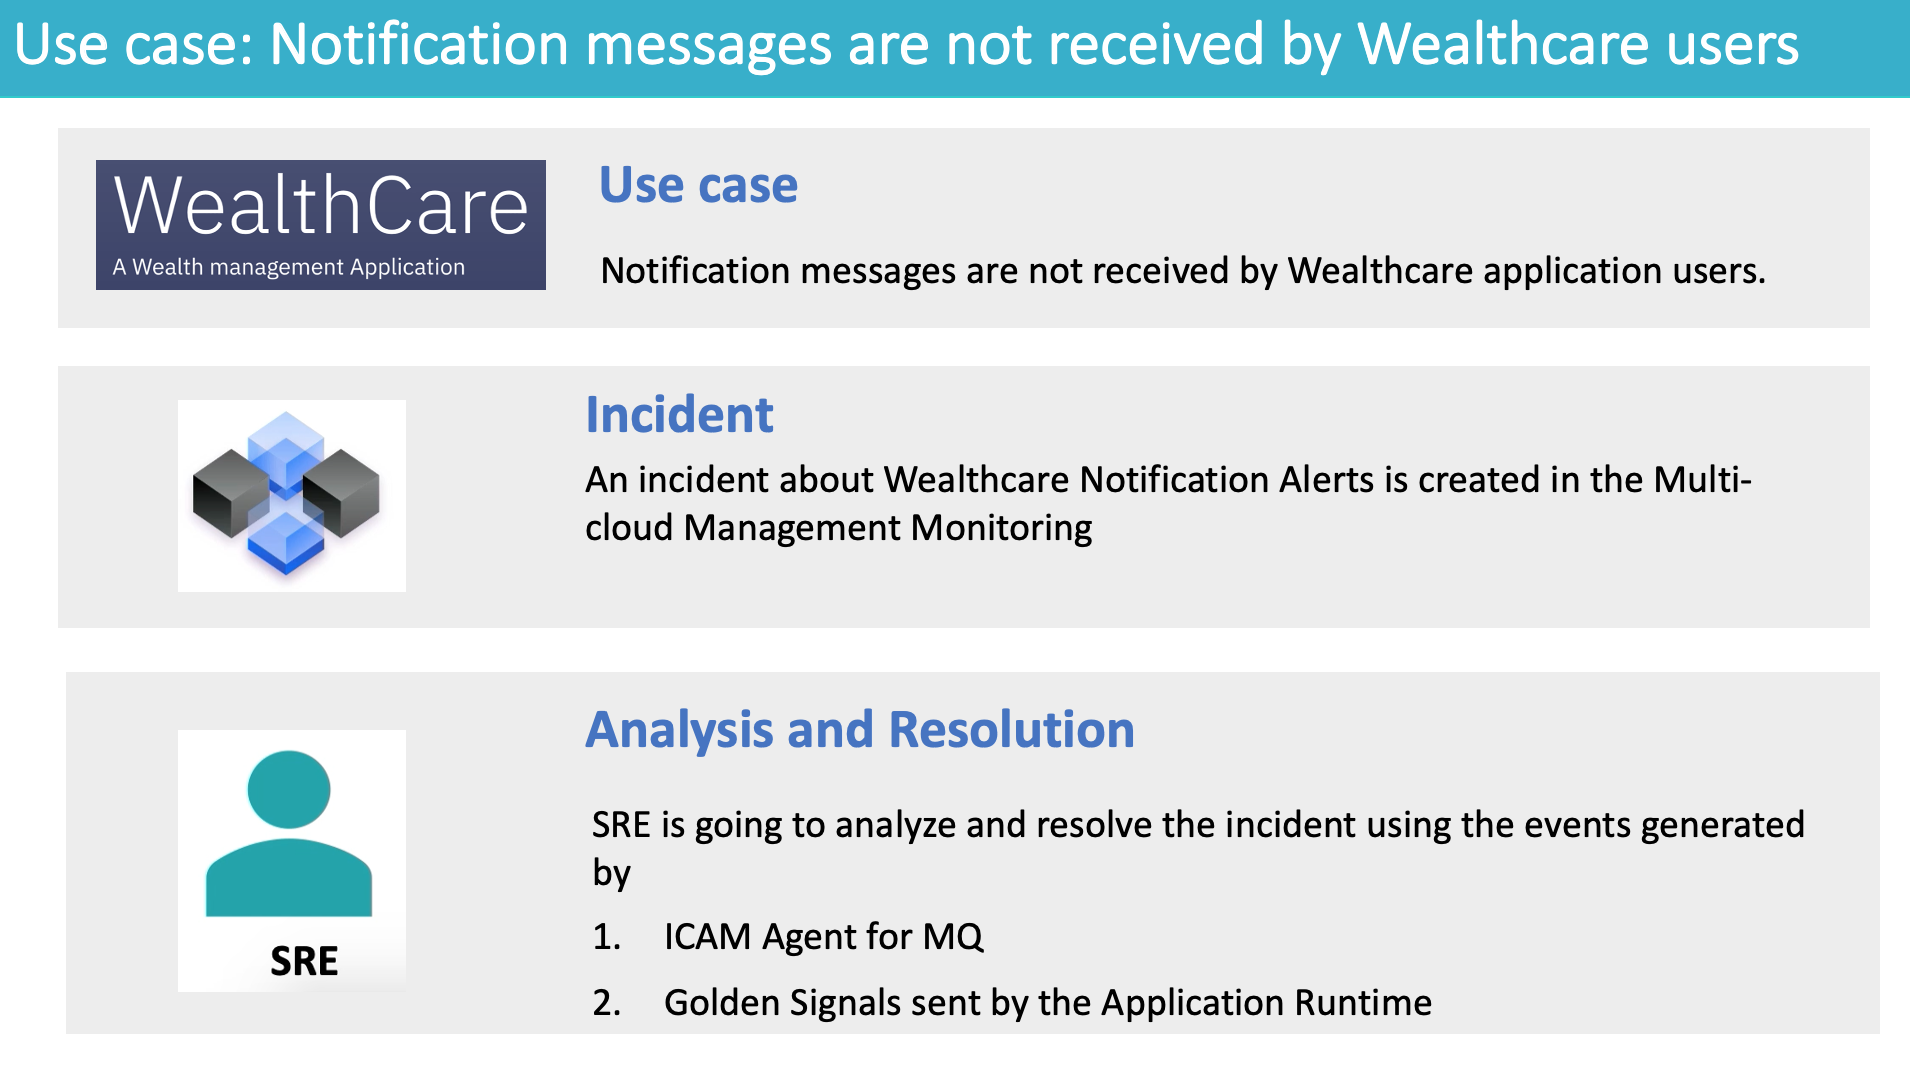 Use case: Notification messages are not received by Wealthcare users
WealthCare
A Wealth management Application
Use case
Notification messages are not received by Wealthcare application users.
Incident
An incident about Wealthcare Notification Alerts is created in the Multi-
cloud Management Monitoring
SRE
Analysis and Resolution
SRE is going to analyze and resolve the incident using the events generated
by
1. ICAM Agent for MQ
2. Golden Signals sent by the Application Runtime